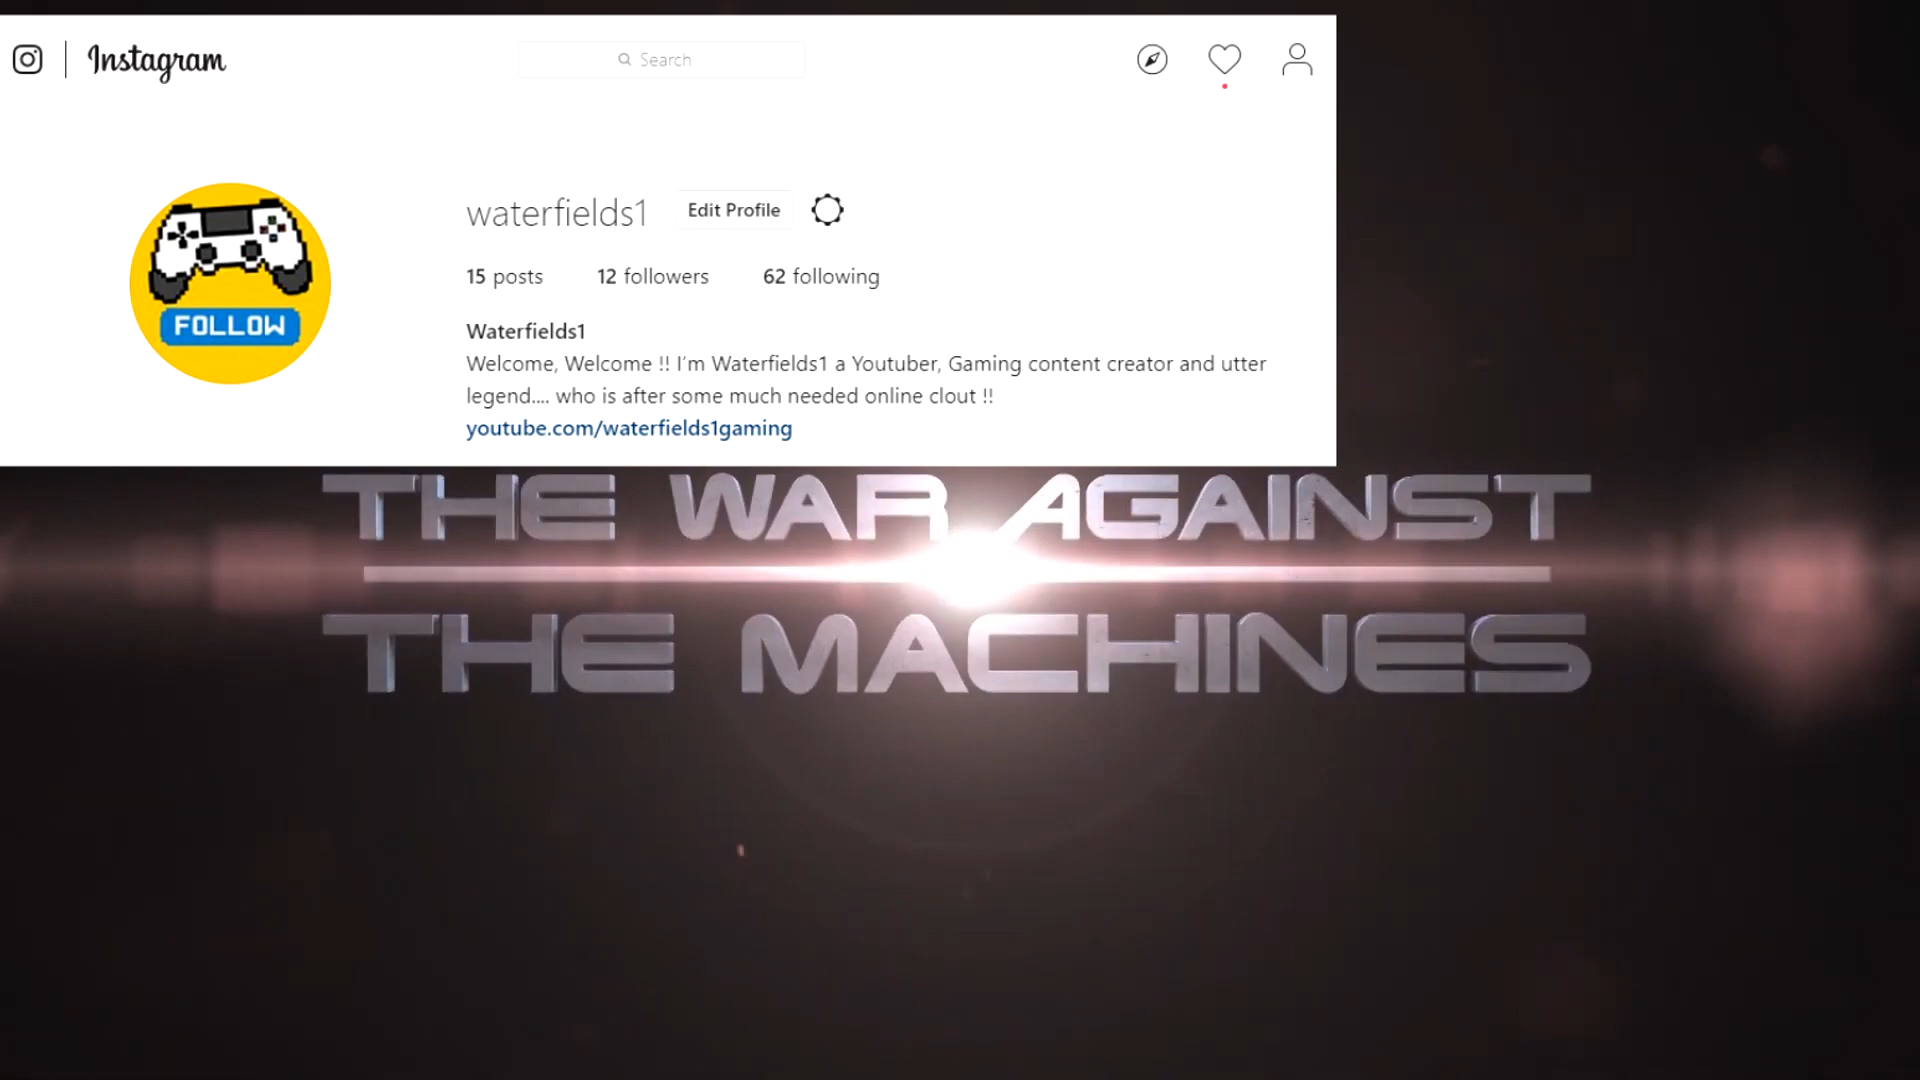 Instagram
Search
waterfields1 Edit Profile
15 posts 12 followers 62 following
FOLLOW
Waterfields1
Welcome, Welcome !! I'm Waterfields1 a Youtuber, Gaming content creator and utter
legend.... who is after some much needed online clout !!
youtube.com/waterfields1gaming
THE WAR AGAINST
THE MACHINES